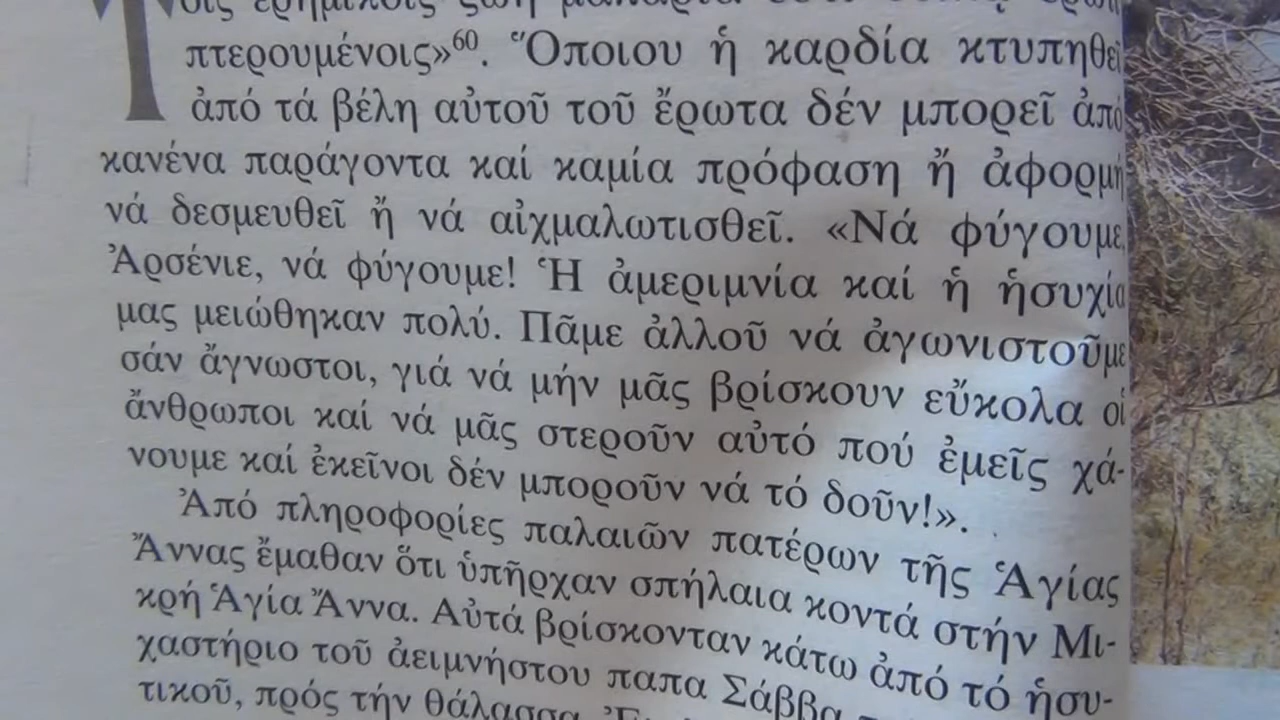 Τοῖς ἐρημικοῖς ζωή μακαρία ἐστί
πτερουμένοις»⁶⁰. Ὅποιου ἡ καρδία κτυπηθεῖ
ἀπό τά βέλη αὐτοῦ τοῦ ἔρωτα δέν μπορεῖ ἀπό
κανένα παράγοντα καί καμία πρόφαση ἤ ἀφορμή
νά δεσμευθεῖ ἤ νά αἰχμαλωτισθεῖ. «Νά φύγουμε,
Ἀρσένιε, νά φύγουμε! Ἡ ἀμεριμνία καί ἡ ἡσυχία
μας μειώθηκαν πολύ. Πᾶμε ἀλλοῦ νά ἀγωνιστοῦμε
σάν ἄγνωστοι, γιά νά μήν μᾶς βρίσκουν εὔκολα οἱ
ἄνθρωποι καί νά μᾶς στεροῦν αὐτό πού ἐμεῖς χά-
νουμε καί ἐκεῖνοι δέν μποροῦν νά τό δοῦν!».
Ἀπό πληροφορίες παλαιῶν πατέρων τῆς Ἁγίας
Ἄννας ἔμαθαν ὅτι ὑπῆρχαν σπήλαια κοντά στήν Μι-
κρή Ἁγία Ἄννα. Αὐτά βρίσκονταν κάτω ἀπό τό ἡσυ-
χαστήριο τοῦ ἀειμνήστου παπα Σάββα
τικοῦ, πρός τήν θάλασσα.